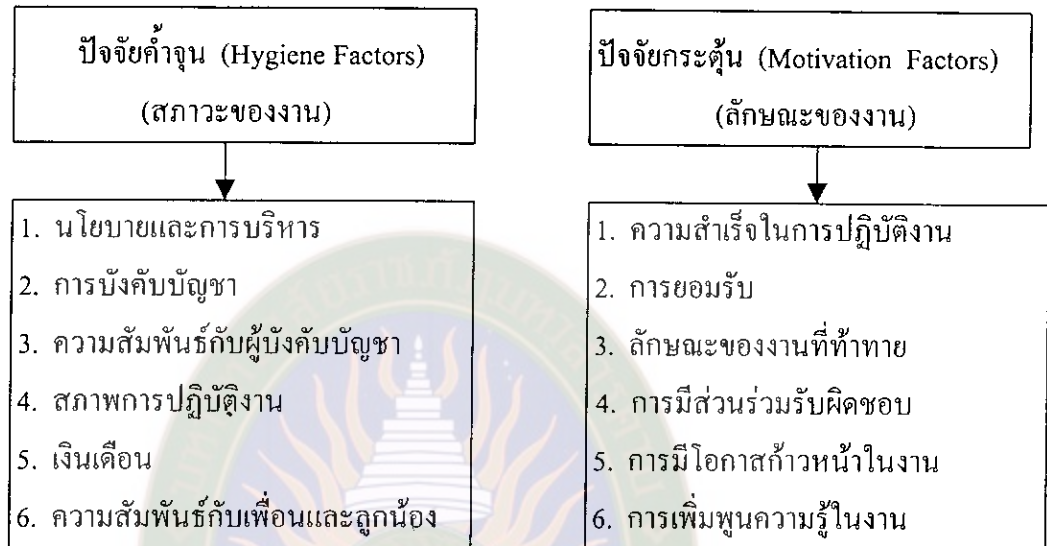 ปัจจัยค้ำจุน (Hygiene Factors)
(สภาวะของงาน)
1. นโยบายและการบริหาร
2. การบังคับบัญชา
3. ความสัมพันธ์กับผู้บังคับบัญชา
4. สภาพการปฏิบัติงาน
5. เงินเดือน
6. ความสัมพันธ์กับเพื่อนและลูกน้อง
ปัจจัยกระตุ้น (Motivation Factors)
(ลักษณะของงาน)
1. ความสำเร็จในการปฏิบัติงาน
2. การยอมรับ
3. ลักษณะของงานที่ท้าทาย
4. การมีส่วนร่วมรับผิดชอบ
5. การมีโอกาสก้าวหน้าในงาน
6. การเพิ่มพูนความรู้ในงาน